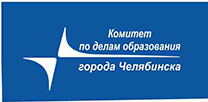 Комитет
по делам образования
города Челябинска